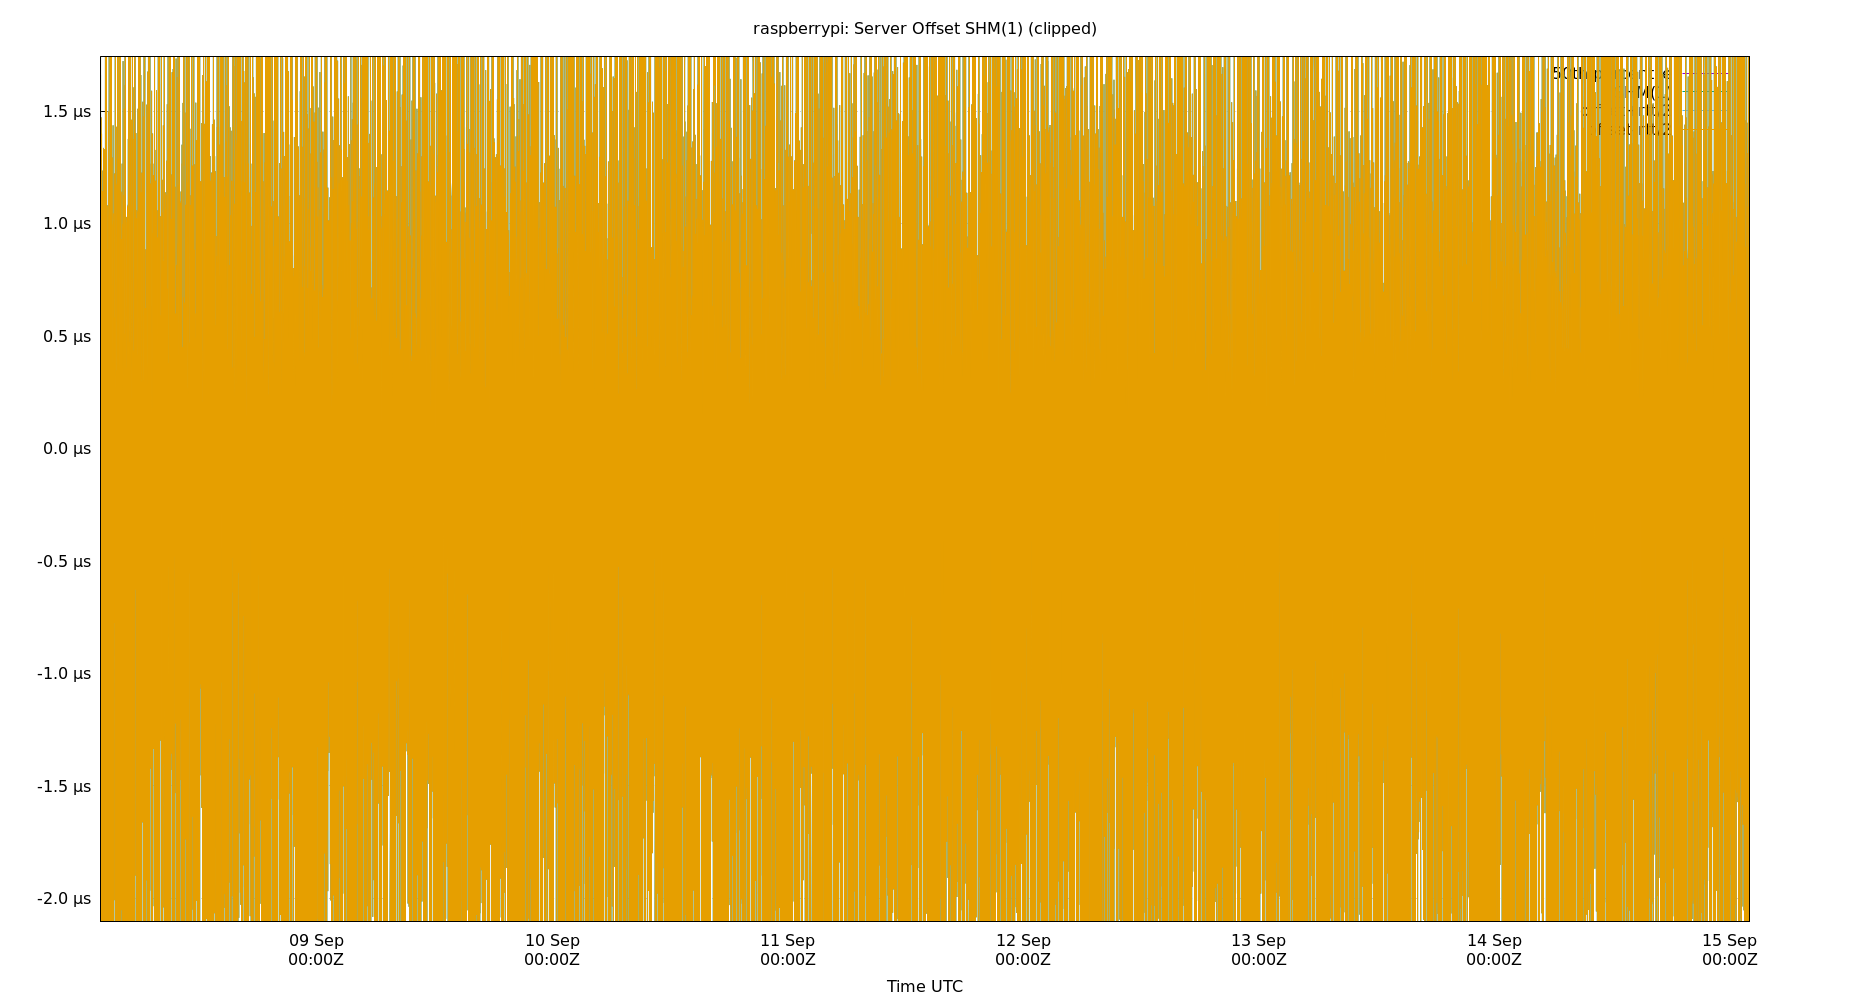 raspberrypi: Server Offset SHM(1) (clipped)
1.5 µs
1.0 µs
0.5 µs
0.0 µs
-0.5 µs
-1.0 µs
-1.5 µs
-2.0 µs
09 Sep 10 Sep 11 Sep 12 Sep 13 Sep 14 Sep 15 Sep
00:00Z 00:00Z 00:00Z 00:00Z 00:00Z 00:00Z 00:00Z
Time UTC